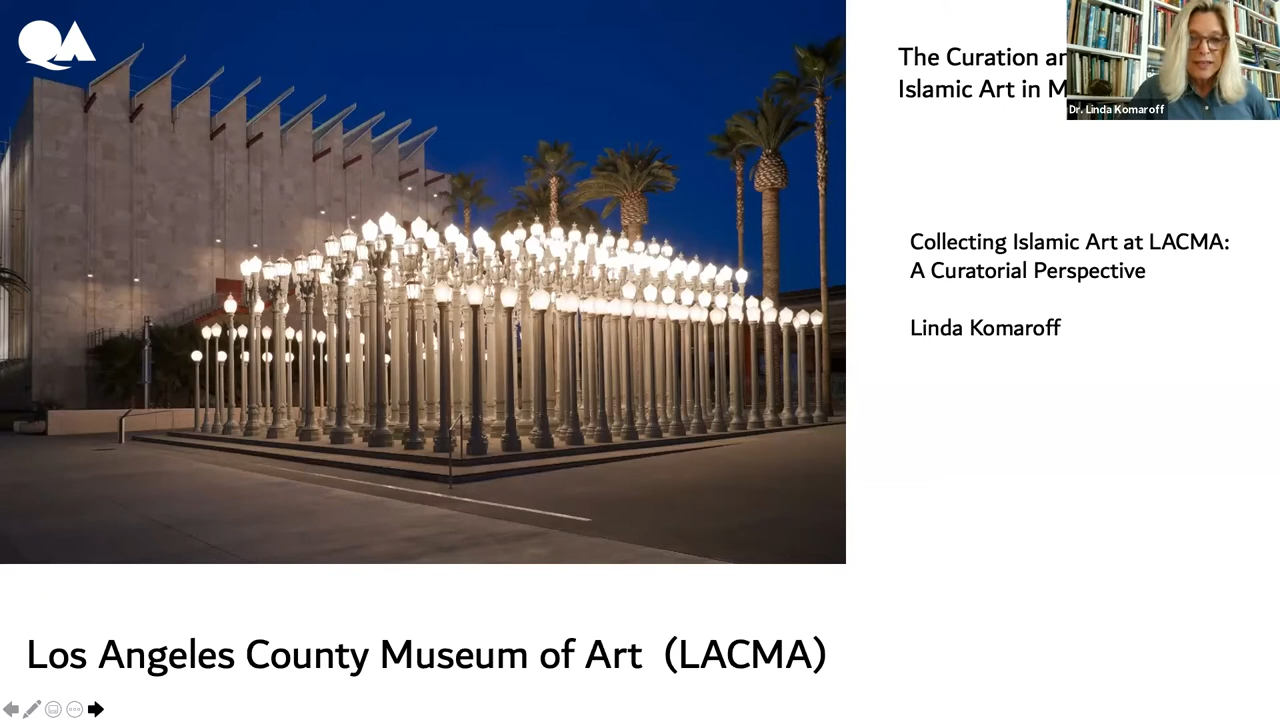 QA
The Curation an
Islamic Art in M
Dr. Linda Komaroff
Collecting Islamic Art at LACMA:
A Curatorial Perspective
Linda Komaroff
Los Angeles County Museum of Art (LACMA)